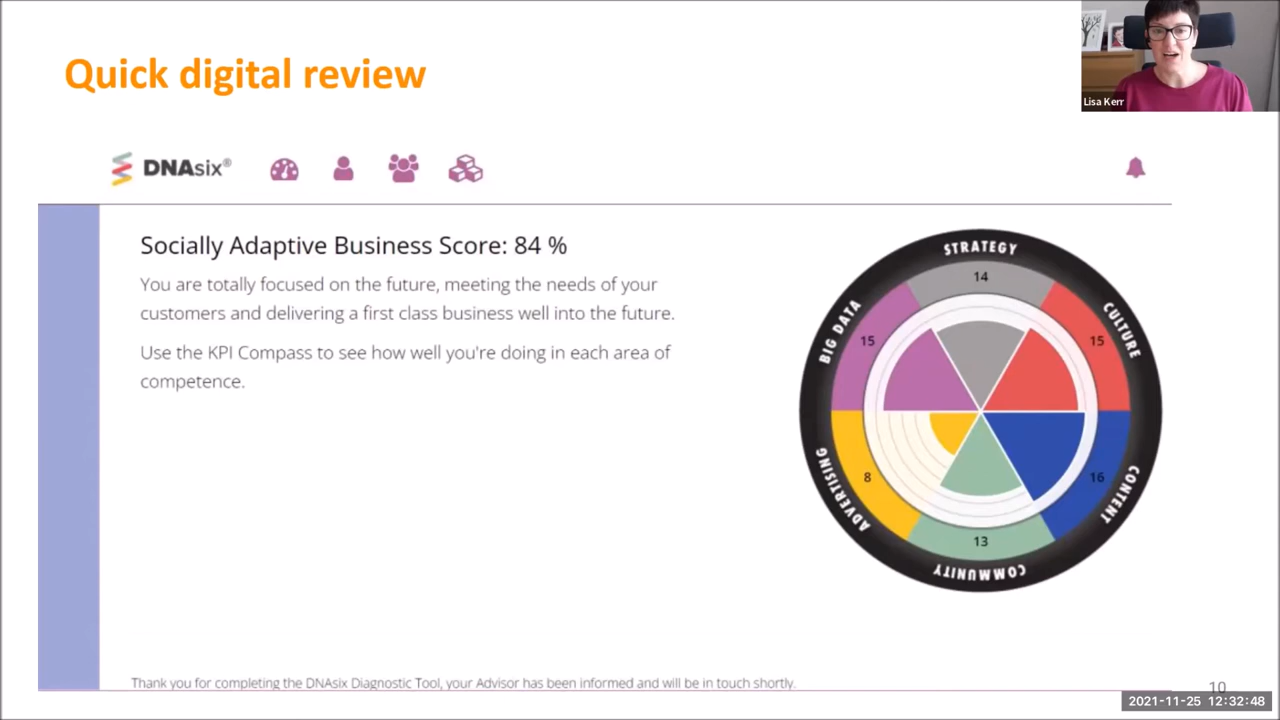 Quick digital review
Lisa Kerr
DNAsix®
Socially Adaptive Business Score: 84 %
You are totally focused on the future, meeting the needs of your
customers and delivering a first class business well into the future.
Use the KPI Compass to see how well you're doing in each area of
competence.
STRATEGY
14
CULTURE
15
CONTENT
16
COMMUNITY
13
ADVERTISING
8
BIG DATA
15
Thank you for completing the DNAsix Diagnostic Tool, your Advisor has been informed and will be in touch shortly.
10
2021-11-25 12:32:48